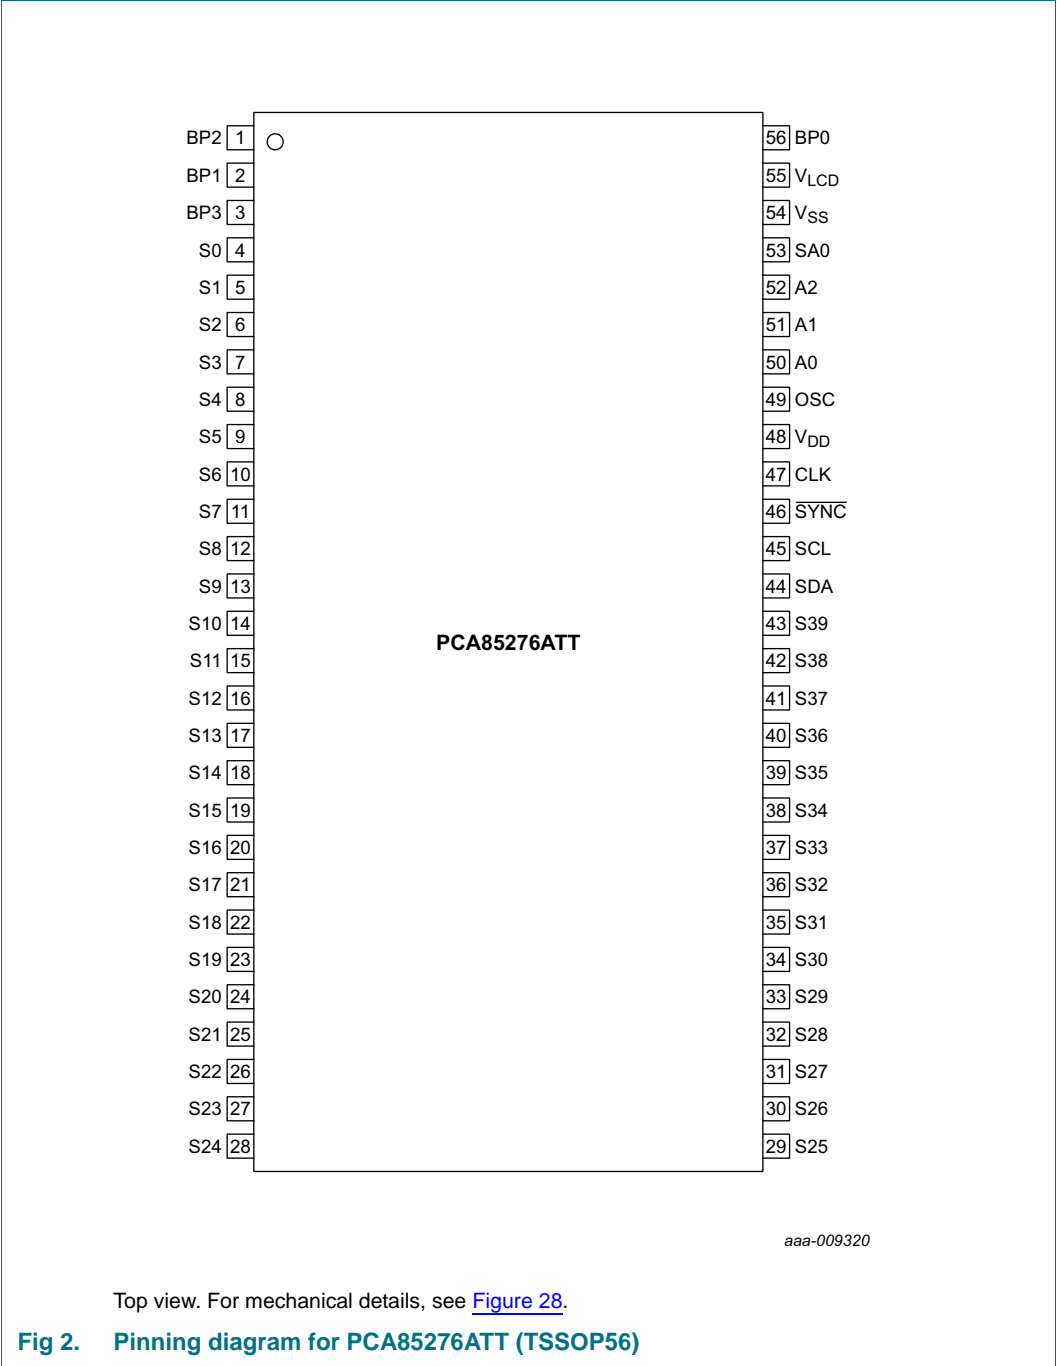 BP2 1
BP1 2
BP3 3
S0 4
S1 5
S2 6
S3 7
S4 8
S5 9
S6 10
S7 11
S8 12
S9 13
S10 14
S11 15
S12 16
S13 17
S14 18
S15 19
S16 20
S17 21
S18 22
S19 23
S20 24
S21 25
S22 26
S23 27
S24 28
PCA85276ATT
56 BP0
55 VLCD
54 VSS
53 SA0
52 A2
51 A1
50 A0
49 OSC
48 VDD
47 CLK
46 SYNC
45 SCL
44 SDA
43 S39
42 S38
41 S37
40 S36
39 S35
38 S34
37 S33
36 S32
35 S31
34 S30
33 S29
32 S28
31 S27
30 S26
29 S25
aaa-009320
Top view. For mechanical details, see Figure 28.
Fig 2. Pinning diagram for PCA85276ATT (TSSOP56)